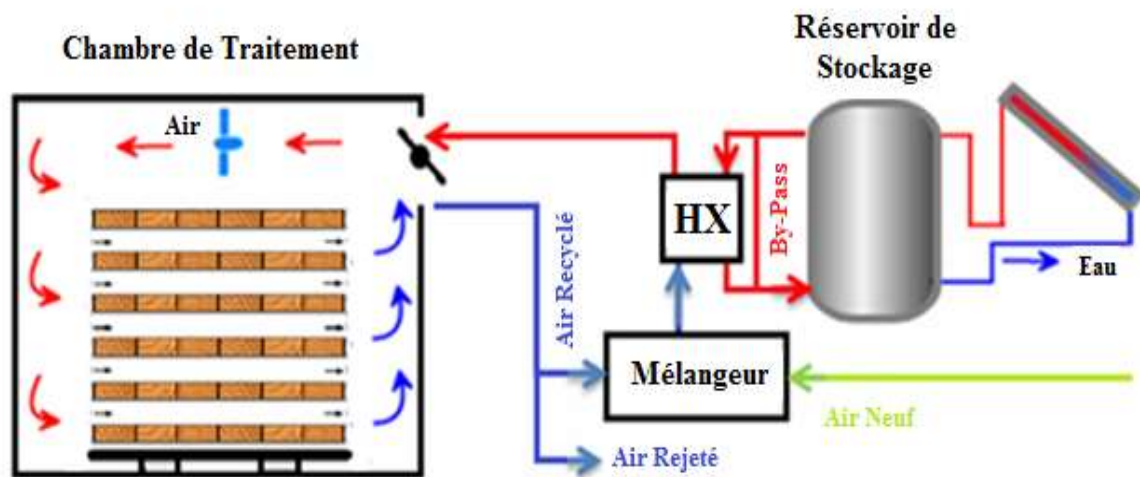 Chambre de Traitement
Réservoir de
Stockage
Air
HX
By-Pass
Eau
Air Recyclé
Mélangeur
Air Neuf
Air Rejeté